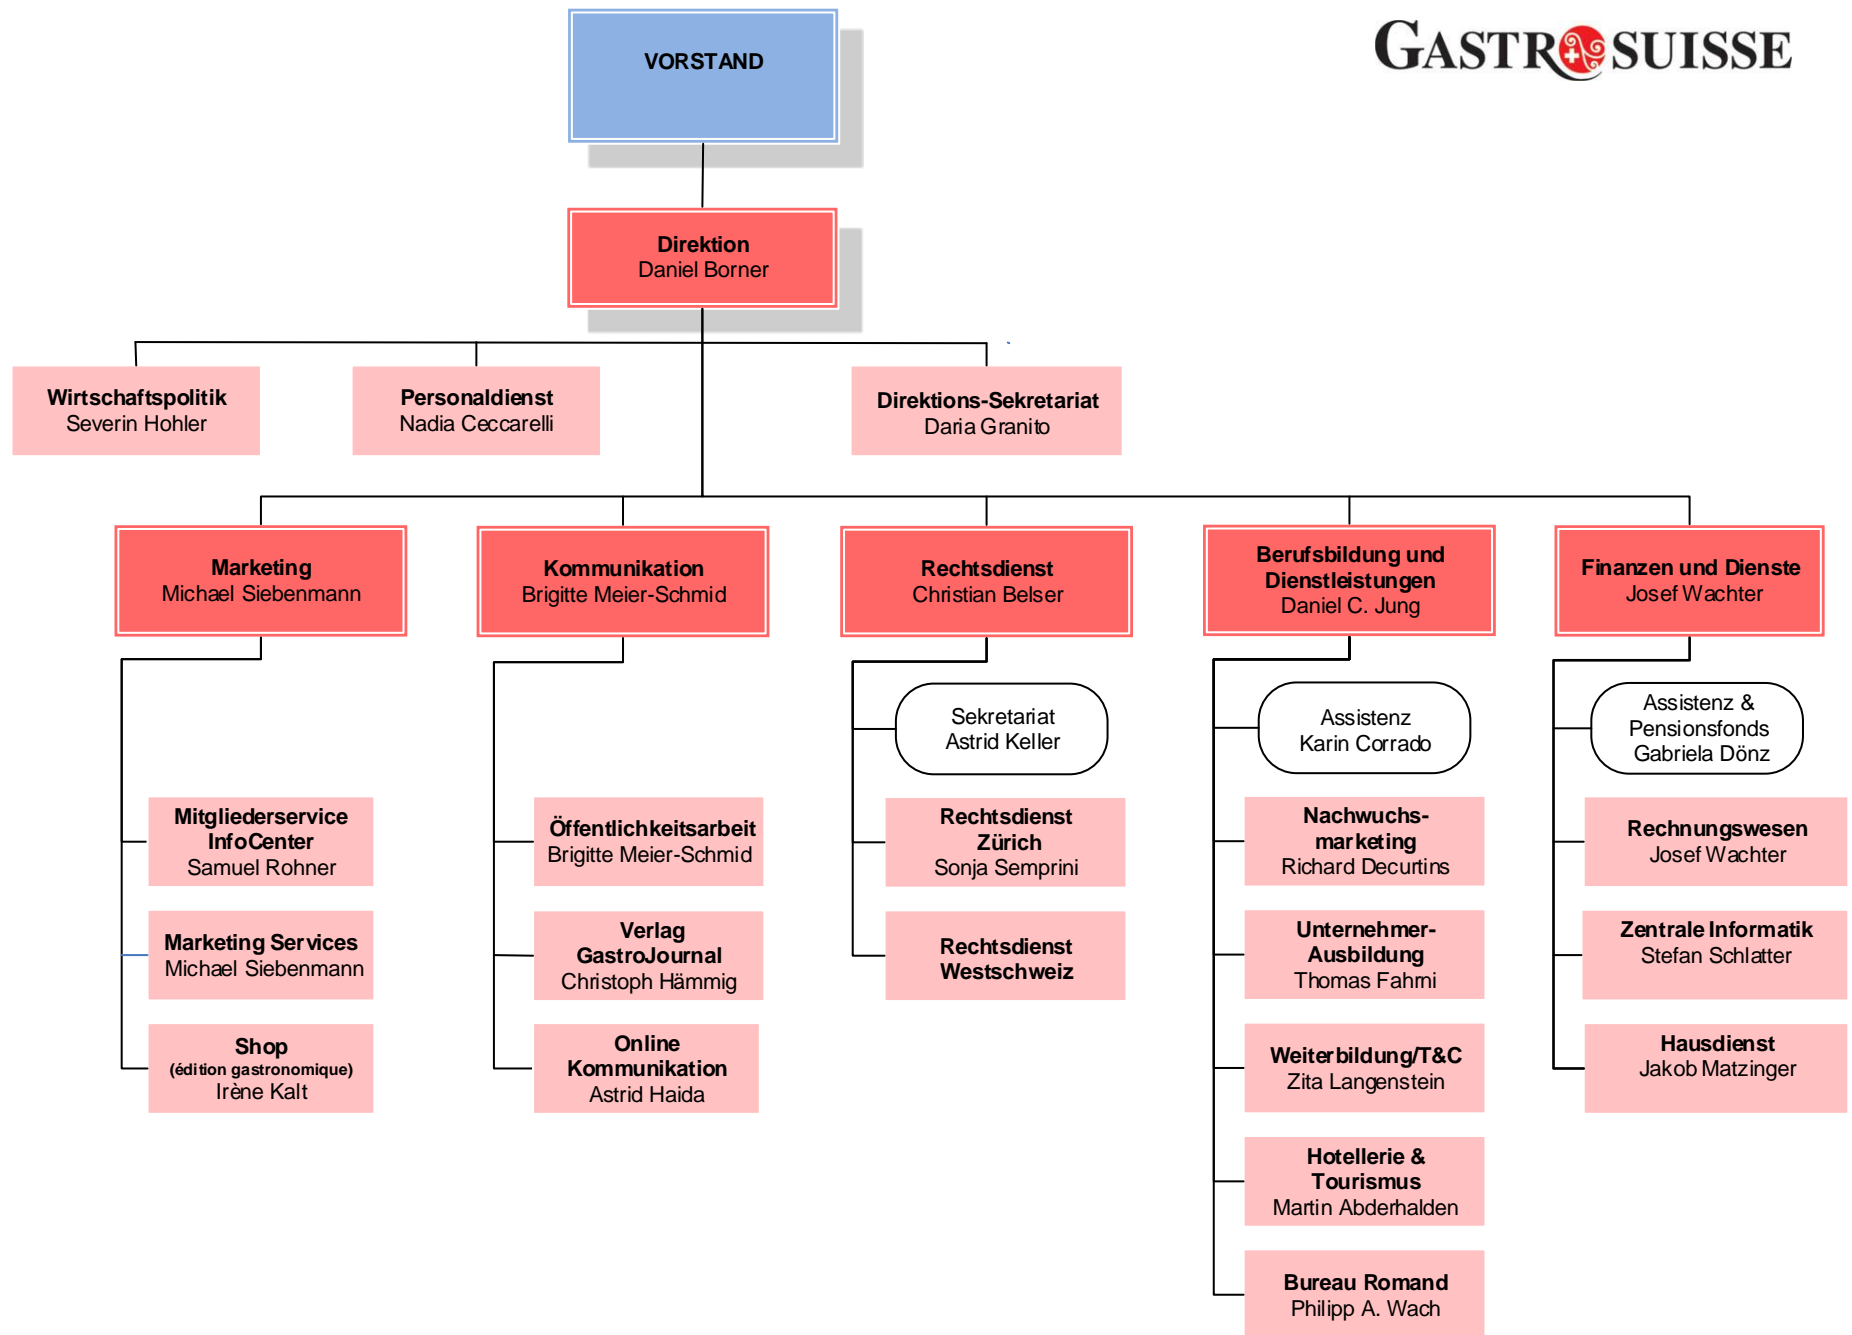 GASTROSUISSE
VORSTAND
Direktion
Daniel Borner
Wirtschaftspolitik
Severin Hohler
Personaldienst
Nadia Ceccarelli
Direktions-Sekretariat
Daria Granito
Marketing
Michael Siebenmann
Kommunikation
Brigitte Meier-Schmid
Rechtsdienst
Christian Belser
Berufsbildung und
Dienstleistungen
Daniel C. Jung
Finanzen und Dienste
Josef Wachter
Mitgliederservice
InfoCenter
Samuel Rohner
Marketing Services
Michael Siebenmann
Shop
(édition gastronomique)
Irène Kalt
Öffentlichkeitsarbeit
Brigitte Meier-Schmid
Verlag
GastroJournal
Christoph Hämmig
Online
Kommunikation
Astrid Haida
Sekretariat
Astrid Keller
Rechtsdienst
Zürich
Sonja Semprini
Rechtsdienst
Westschweiz
Assistenz
Karin Corrado
Nachwuchs-
marketing
Richard Decurtins
Unternehmer-
Ausbildung
Thomas Fahrni
Weiterbildung/T&C
Zita Langenstein
Hotellerie &
Tourismus
Martin Abderhalden
Bureau Romand
Philipp A. Wach
Assistenz &
Pensionsfonds
Gabriela Dönz
Rechnungswesen
Josef Wachter
Zentrale Informatik
Stefan Schlatter
Hausdienst
Jakob Matzinger